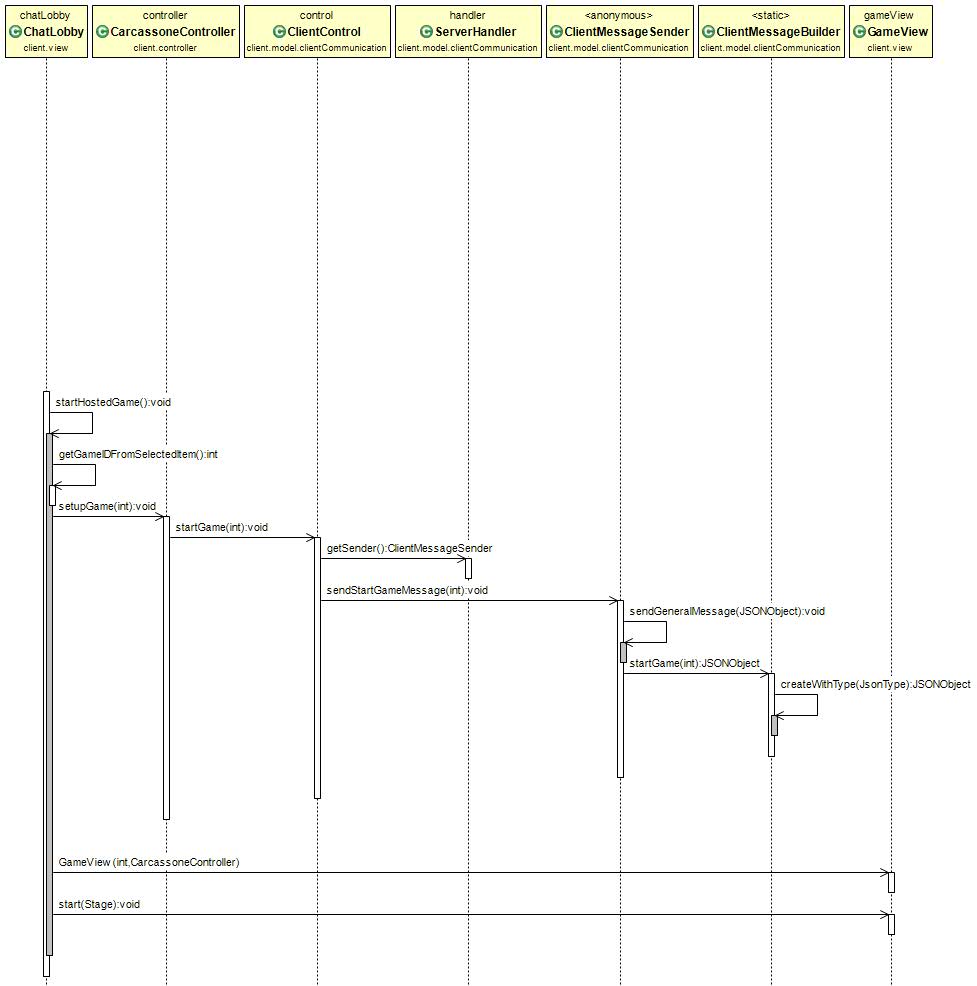 chatLobby
ChatLobby
client.view
controller
CarcassoneController
client.controller
control
ClientControl
client.model.clientCommunication
handler
ServerHandler
client.model.clientCommunication
<anonymous>
ClientMessageSender
client.model.clientCommunication
<static>
ClientMessageBuilder
client.model.clientCommunication
gameView
GameView
client.view
startHostedGame():void
getGameIDFromSelectedItem():int
setupGame(int):void
startGame(int):void
getSender():ClientMessageSender
sendStartGameMessage(int):void
sendGeneralMessage(JSONObject):void
startGame(int):JSONObject
createWithType(JsonType):JSONObject
GameView(int,CarcassoneController)
start(Stage):void